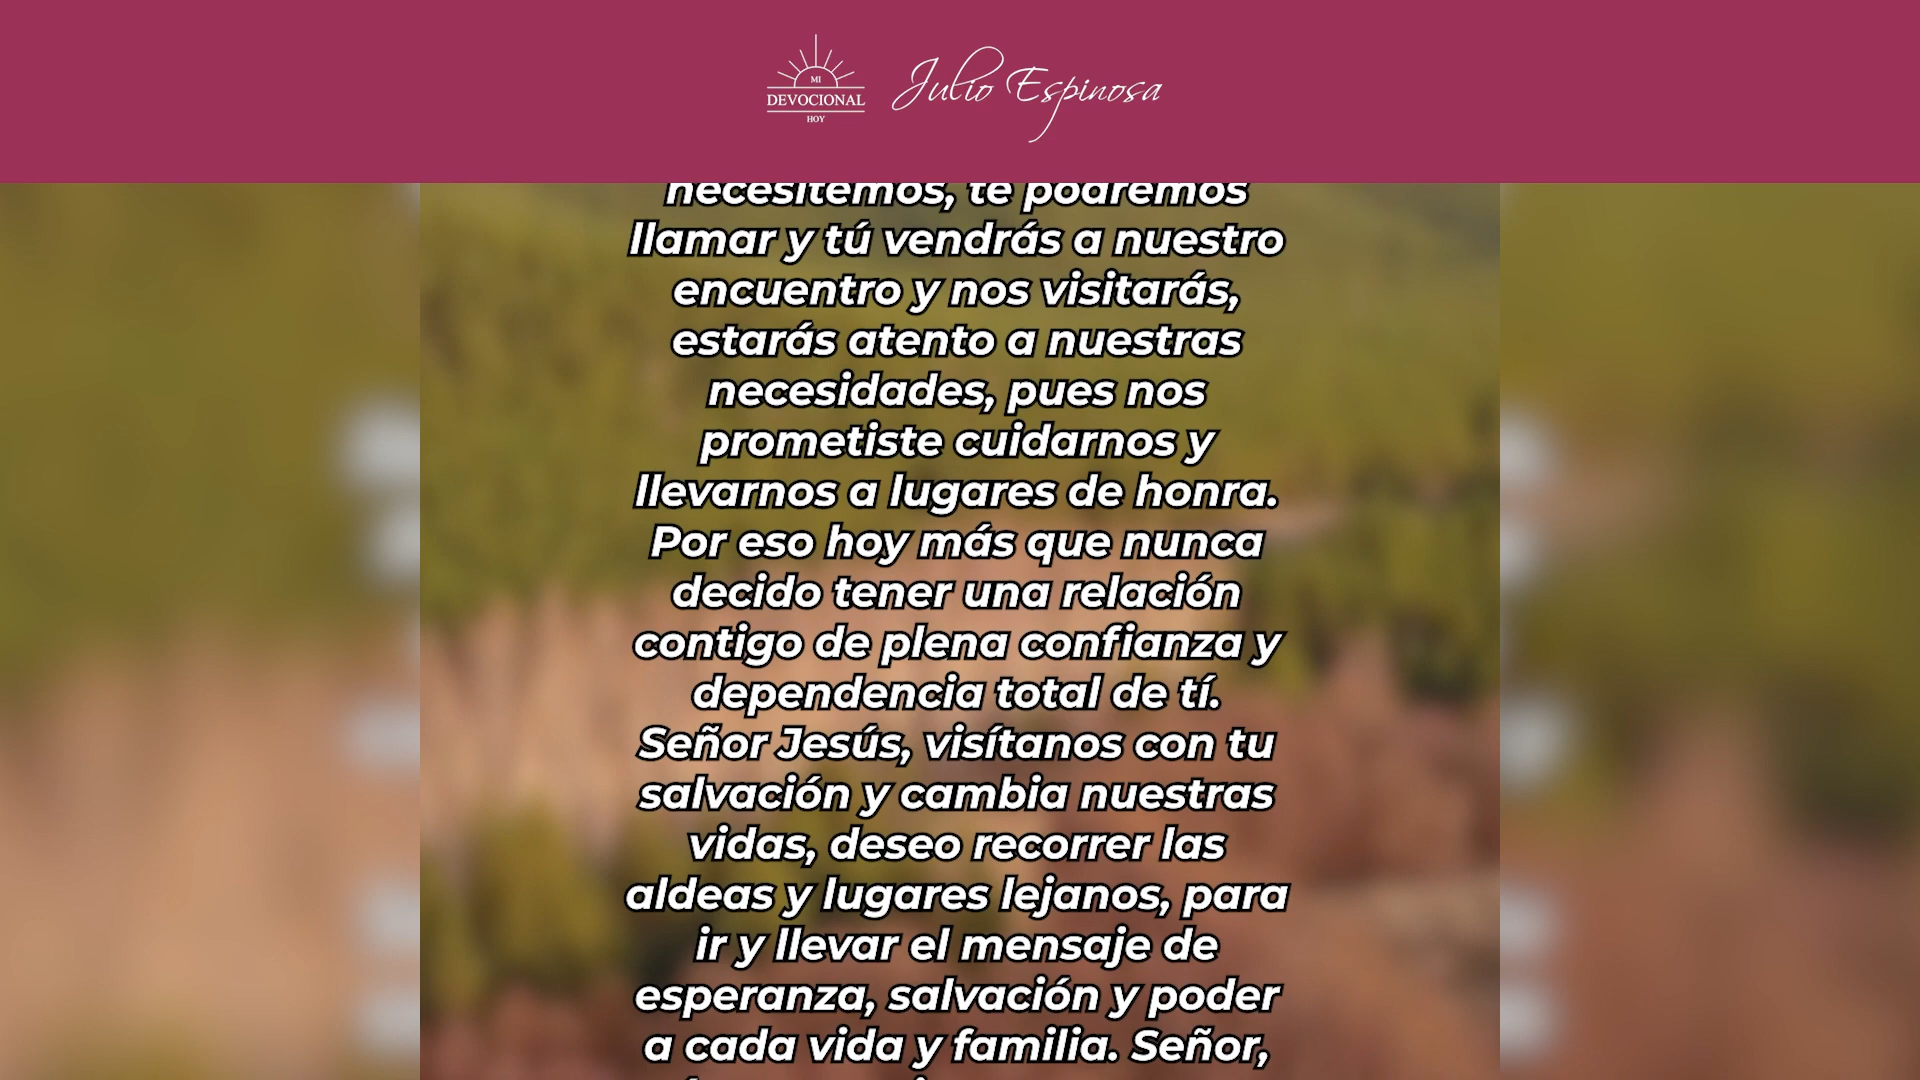 MI
DEVOCIONAL
HOY
Julio Espinosa
necesitemos, te podremos
llamar y tú vendrás a nuestro
encuentro y nos visitarás,
estarás atento a nuestras
necesidades, pues nos
prometiste cuidarnos y
llevarnos a lugares de honra.
Por eso hoy más que nunca
decido tener una relación
contigo de plena confianza y
dependencia total de tí.
Señor Jesús, visítanos con tu
salvación y cambia nuestras
vidas, deseo recorrer las
aldeas y lugares lejanos, para
ir y llevar el mensaje de
esperanza, salvación y poder
a cada vida y familia. Señor,